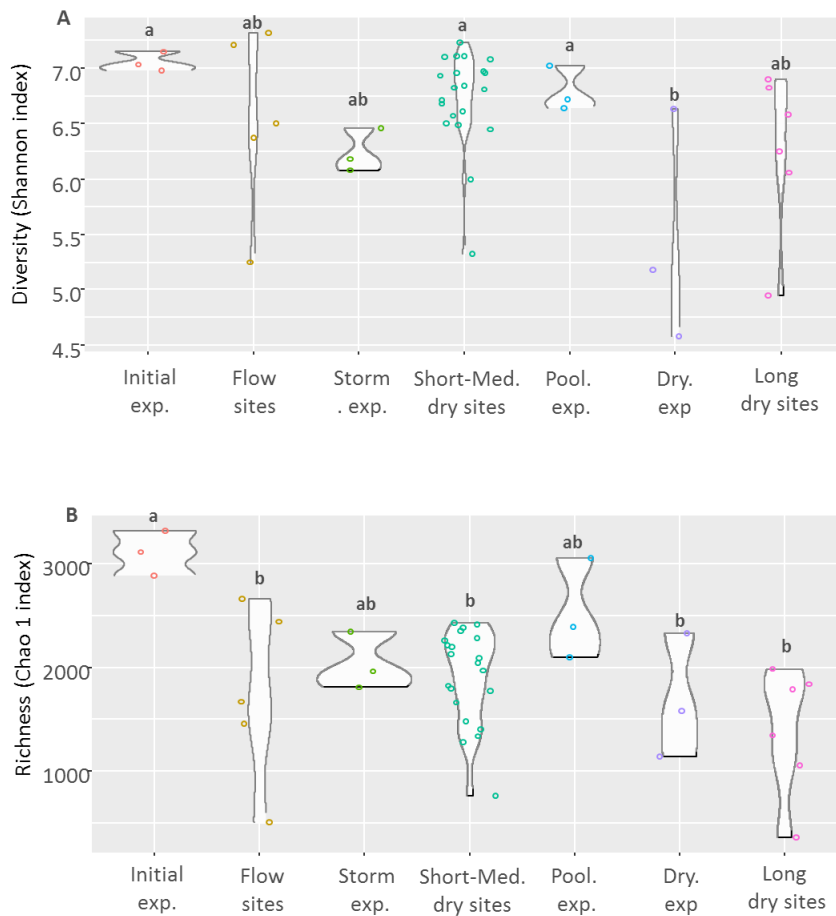 A
a
ab
ab
a
a
b
ab
Diversity (Shannon index)
7.0
6.5
6.0
5.5
5.0
4.5
Initial exp.
Flow sites
Storm . exp.
Short-Med. dry sites
Pool. exp.
Dry. exp
Long dry sites
B
a
b
ab
b
ab
b
b
Richness (Chao 1 index)
3000
2000
1000
Initial exp.
Flow sites
Storm exp.
Short-Med. dry sites
Pool. exp.
Dry. exp
Long dry sites